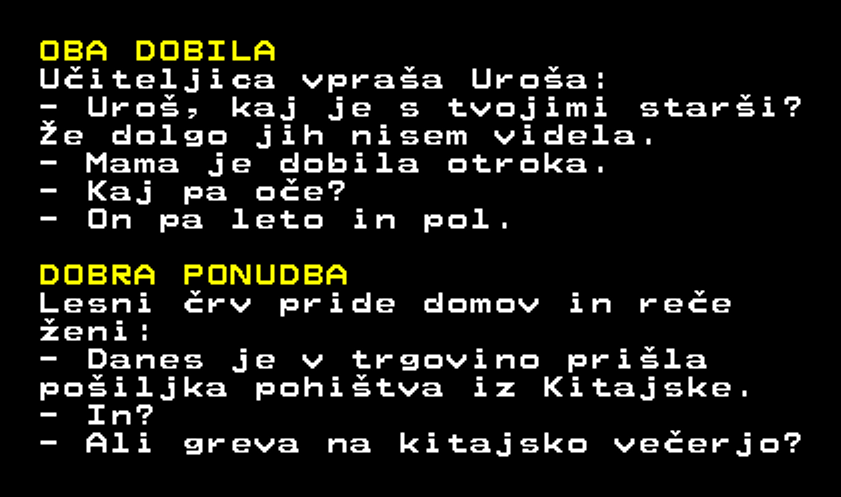 OBA DOBILA
Učiteljica vpraša Uroša:
- Uroš, kaj je s tvojimi starši?
Že dolgo jih nisem videla.
- Mama je dobila otroka.
- Kaj pa oče?
- On pa leto in pol.
DOBRA PONUDBA
Lesni črv pride domov in reče
ženi:
- Danes je v trgovino prišla
pošiljka pohištva iz Kitajske.
- In?
- Ali greva na kitajsko večerjo?